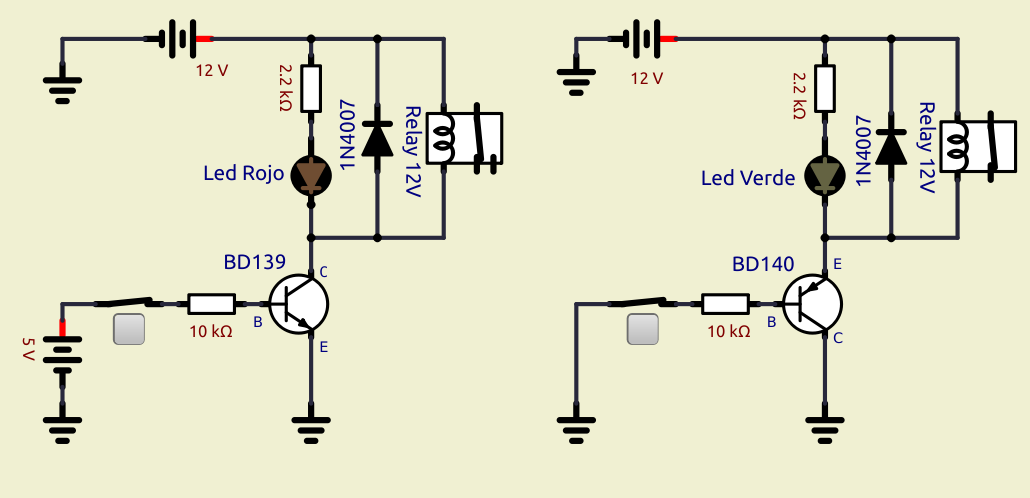 12 V
2.2 kΩ
1N4007
Relay 12V
Led Rojo
BD139
C
B
E
10 kΩ
5 V
12 V
2.2 kΩ
1N4007
Relay 12V
Led Verde
BD140
E
B
C
10 kΩ